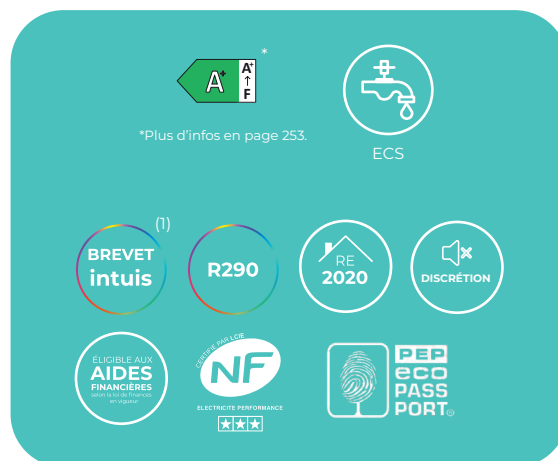 A+
A+
↑
F
*
*Plus d'infos en page 253.
ECS
BREVET
intuis
(1)
R290
RE
2020
DISCRÉTION
ÉLIGIBLE AUX
AIDES
FINANCIÈRES
selon la loi de finances
en vigueur
CERTIFIÉ PAR LCIE
NF
ELECTRICITE PERFORMANCE
★★★
PEP
eco
PASS
PORT®